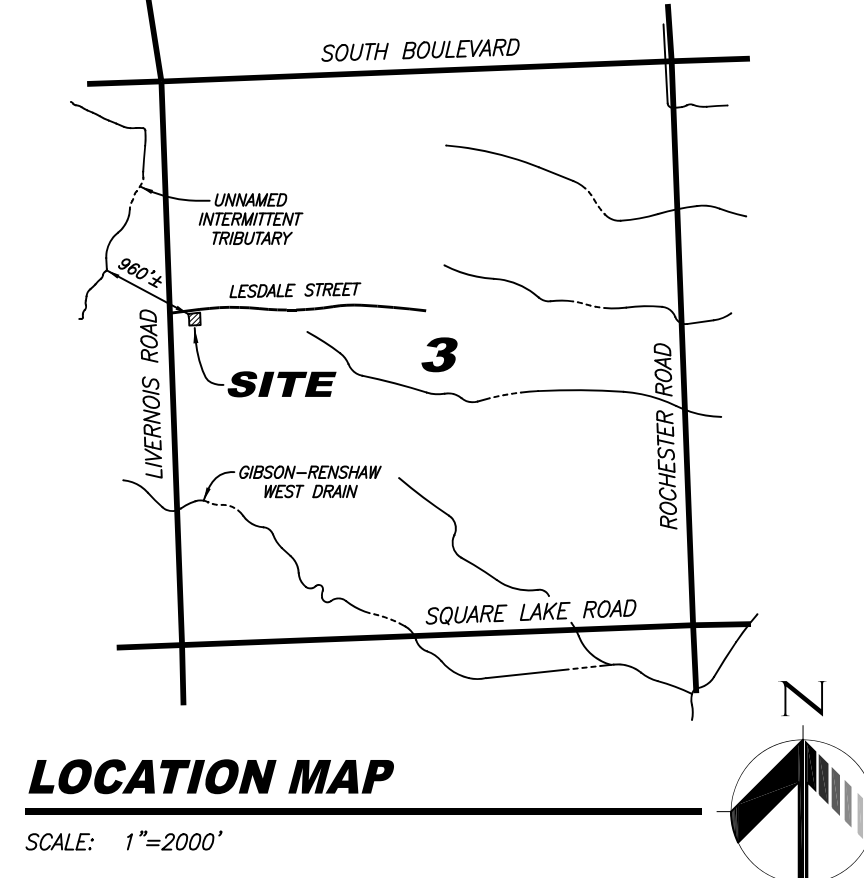 SOUTH BOULEVARD
UNNAMED
INTERMITTENT
TRIBUTARY
960'±
LESDALE STREET
LIVERNOIS ROAD
3
SITE
ROCHESTER ROAD
GIBSON-RENSHAW
WEST DRAIN
SQUARE LAKE ROAD
N
LOCATION MAP
SCALE: 1"=2000'